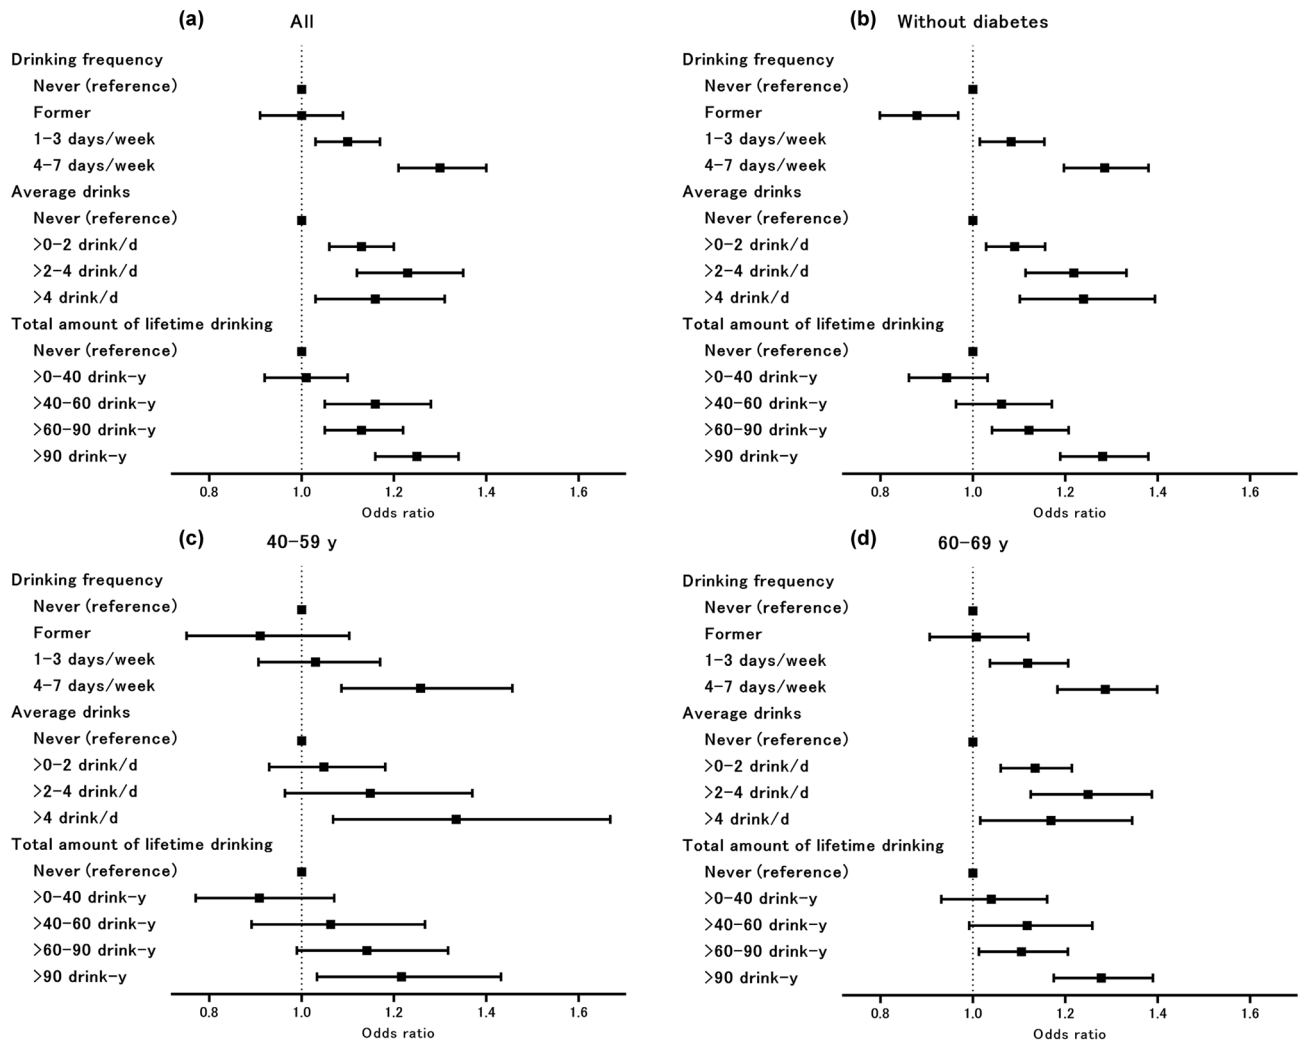 (a) All
Drinking frequency
Never (reference)
Former
1-3 days/week
4-7 days/week
Average drinks
Never (reference)
>0-2 drink/d
>2-4 drink/d
>4 drink/d
Total amount of lifetime drinking
Never (reference)
>0-40 drink-y
>40-60 drink-y
>60-90 drink-y
>90 drink-y
0.8 1.0 1.2 1.4 1.6
Odds ratio
(b) Without diabetes
Drinking frequency
Never (reference)
Former
1-3 days/week
4-7 days/week
Average drinks
Never (reference)
>0-2 drink/d
>2-4 drink/d
>4 drink/d
Total amount of lifetime drinking
Never (reference)
>0-40 drink-y
>40-60 drink-y
>60-90 drink-y
>90 drink-y
0.8 1.0 1.2 1.4 1.6
Odds ratio
(c) 40-59 y
Drinking frequency
Never (reference)
Former
1-3 days/week
4-7 days/week
Average drinks
Never (reference)
>0-2 drink/d
>2-4 drink/d
>4 drink/d
Total amount of lifetime drinking
Never (reference)
>0-40 drink-y
>40-60 drink-y
>60-90 drink-y
>90 drink-y
0.8 1.0 1.2 1.4 1.6
Odds ratio
(d) 60-69 y
Drinking frequency
Never (reference)
Former
1-3 days/week
4-7 days/week
Average drinks
Never (reference)
>0-2 drink/d
>2-4 drink/d
>4 drink/d
Total amount of lifetime drinking
Never (reference)
>0-40 drink-y
>40-60 drink-y
>60-90 drink-y
>90 drink-y
0.8 1.0 1.2 1.4 1.6
Odds ratio